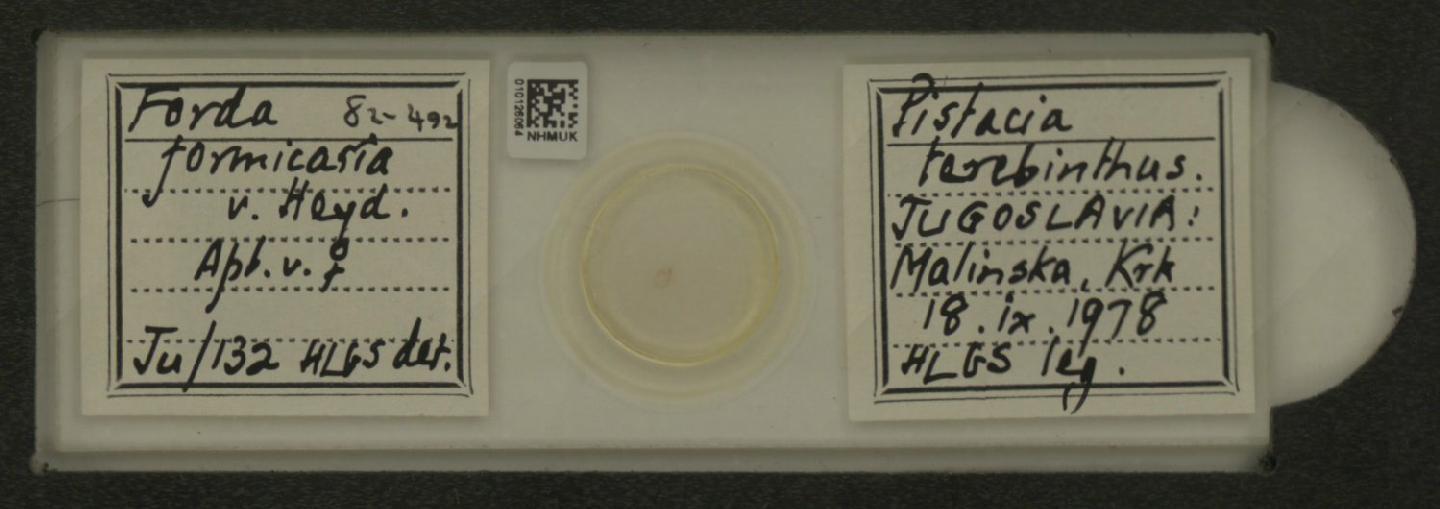 Forda 82-492
formicaria
v. Heyd.
Apt. v. ♀
Ju/132 HLGS det.
010126064
NHMUK
Pistacia
terebinthus.
JUGOSLAVIA:
Malinska, Krk
18.ix.1978
HLGS leg.